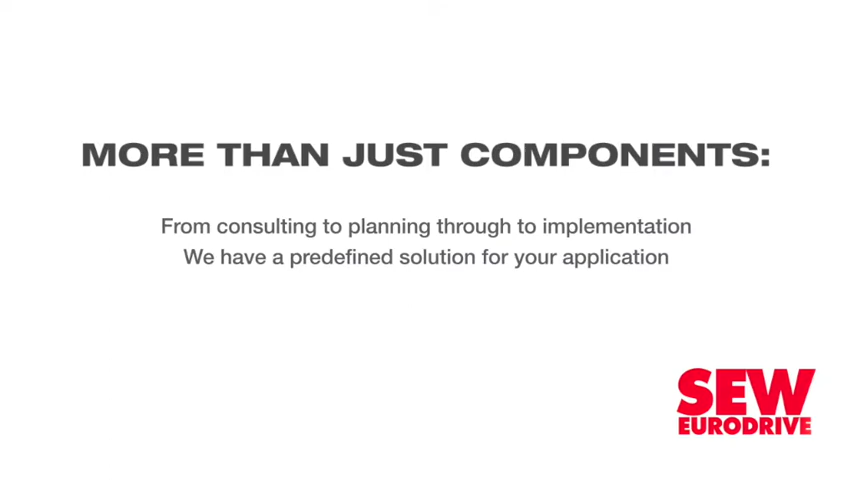 MORE THAN JUST COMPONENTS:
From consulting to planning through to implementation
We have a predefined solution for your application
SEW
EURODRIVE